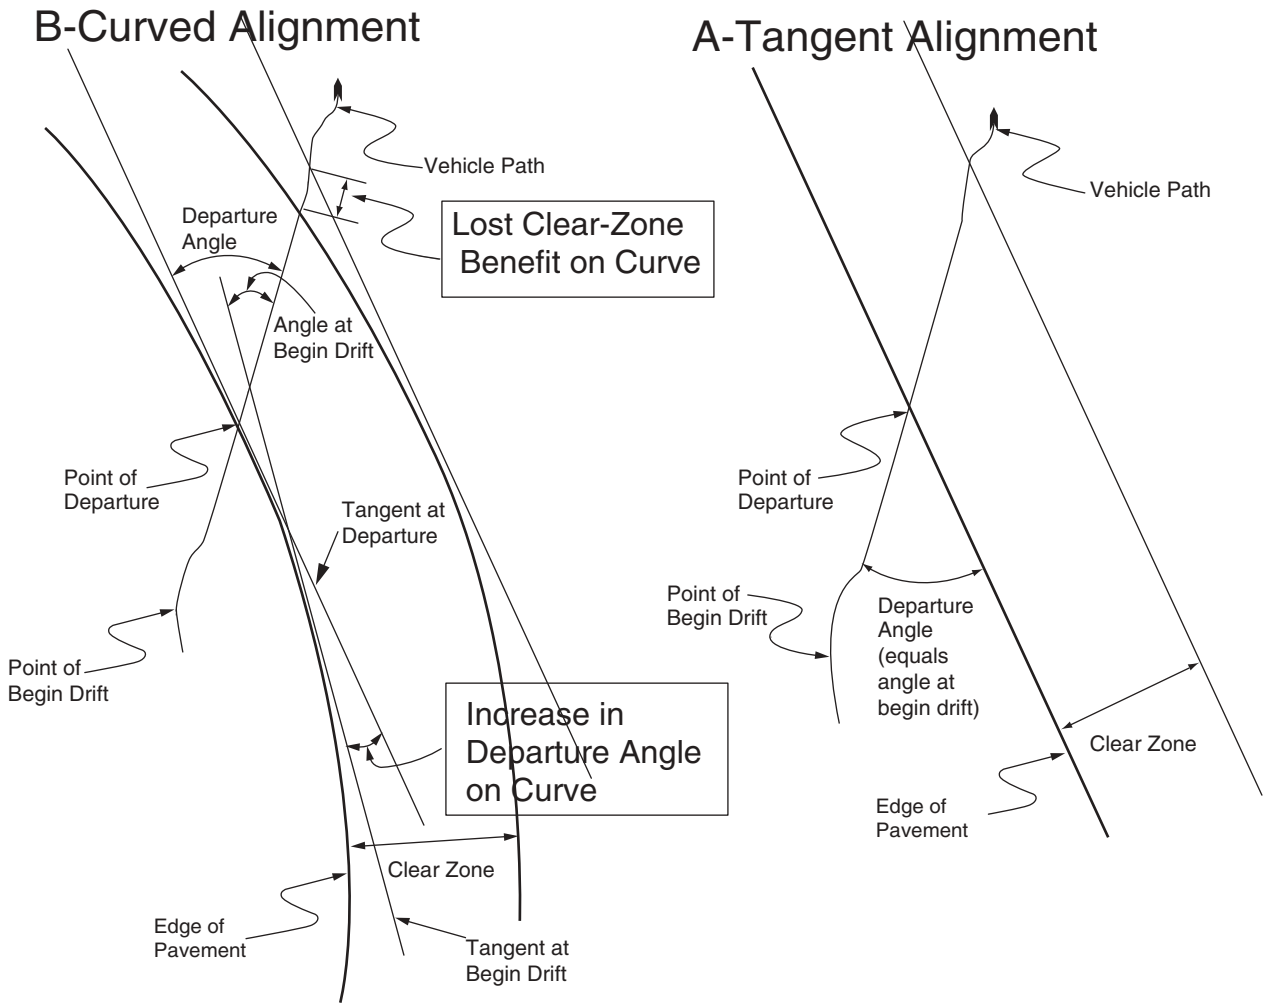 B-Curved Alignment
Vehicle Path
Departure
Angle
Lost Clear-Zone
Benefit on Curve
Angle at
Begin Drift
Point of
Departure
Tangent at
Departure
Point of
Begin Drift
Increase in
Departure Angle
on Curve
Clear Zone
Edge of
Pavement
Tangent at
Begin Drift
A-Tangent Alignment
Vehicle Path
Point of
Departure
Point of
Begin Drift
Departure
Angle
(equals
angle at
begin drift)
Clear Zone
Edge of
Pavement